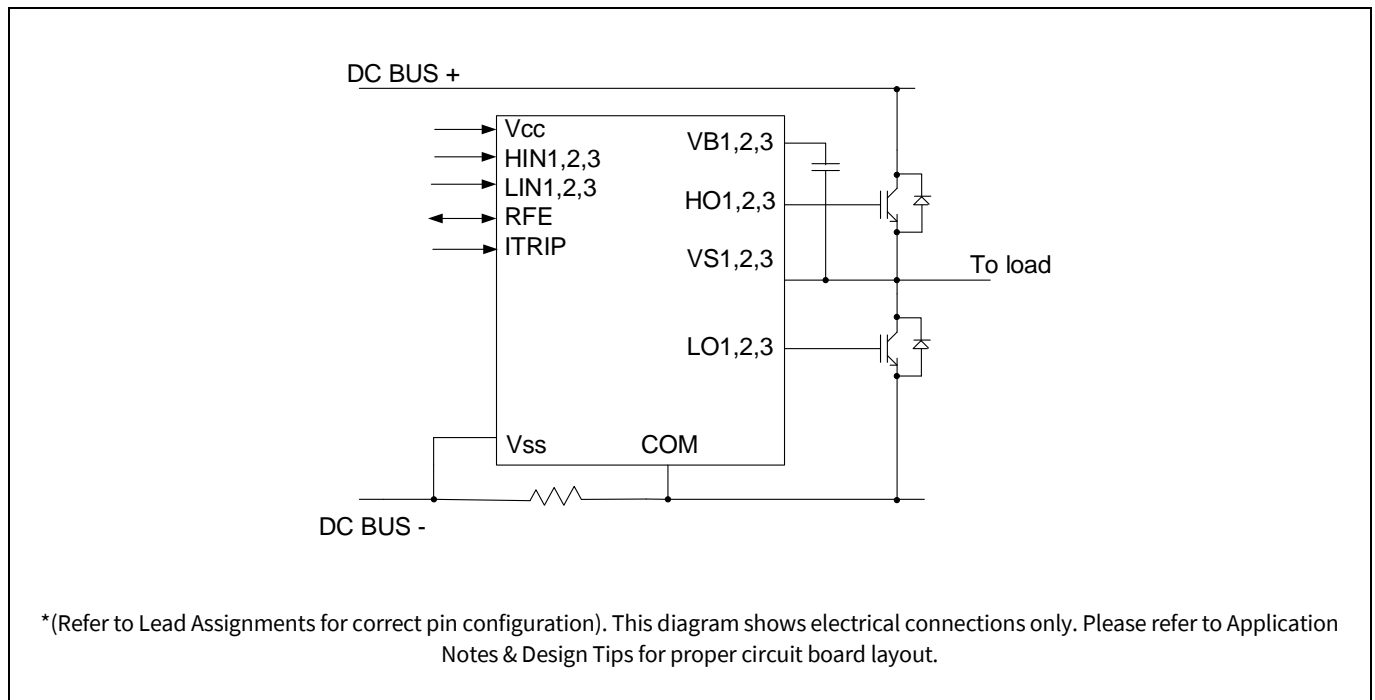 DC BUS +
Vcc
HIN1,2,3
LIN1,2,3
RFE
ITRIP
VB1,2,3
HO1,2,3
VS1,2,3
To load
LO1,2,3
Vss
COM
DC BUS -
*(Refer to Lead Assignments for correct pin configuration). This diagram shows electrical connections only. Please refer to Application
Notes & Design Tips for proper circuit board layout.